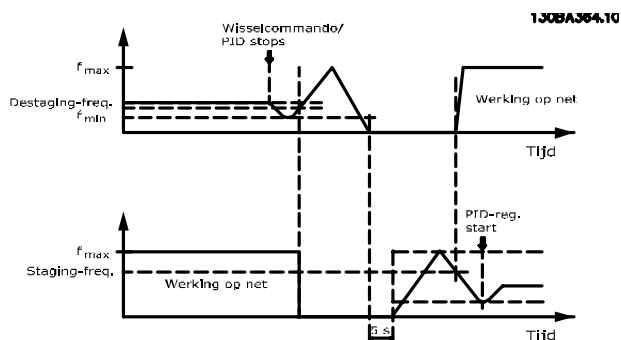 130BA364.10
Wisselcommando/
PID stops
fmax
Destaging-freq.
fmin
Werking op net
Tijd
PID-reg.
start
fmax
Staging-freq.
Werking op net
5 s
Tijd